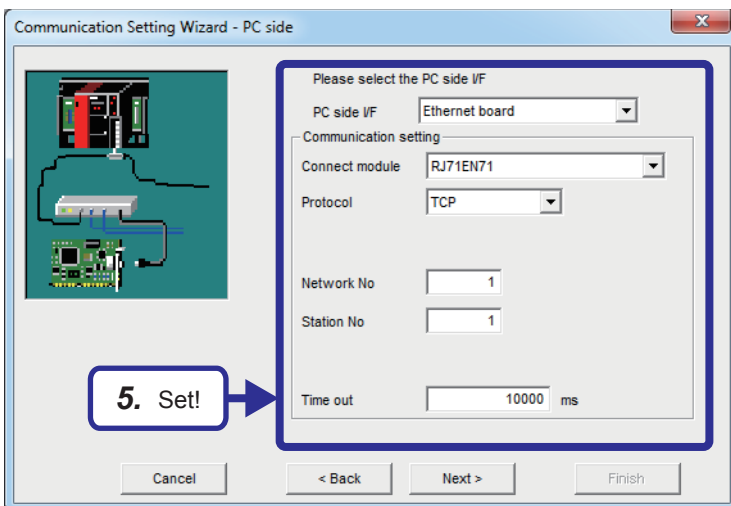 Communication Setting Wizard - PC side
Please select the PC side I/F
PC side I/F Ethernet board
Communication setting
Connect module RJ71EN71
Protocol TCP
Network No 1
Station No 1
5. Set!
Time out 10000 ms
Cancel < Back Next > Finish